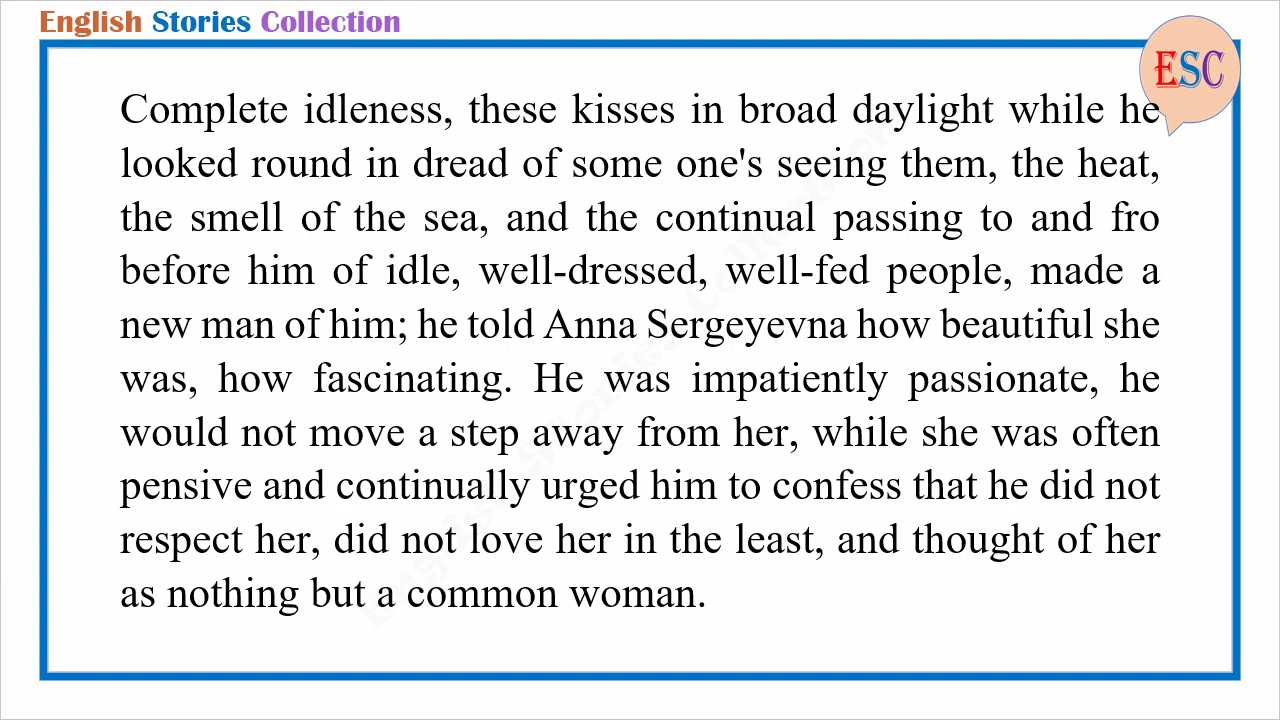 English Stories Collection
ESC
Complete idleness, these kisses in broad daylight while he
looked round in dread of some one's seeing them, the heat,
the smell of the sea, and the continual passing to and fro
before him of idle, well-dressed, well-fed people, made a
new man of him; he told Anna Sergeyevna how beautiful she
was, how fascinating. He was impatiently passionate, he
would not move a step away from her, while she was often
pensive and continually urged him to confess that he did not
respect her, did not love her in the least, and thought of her
as nothing but a common woman.